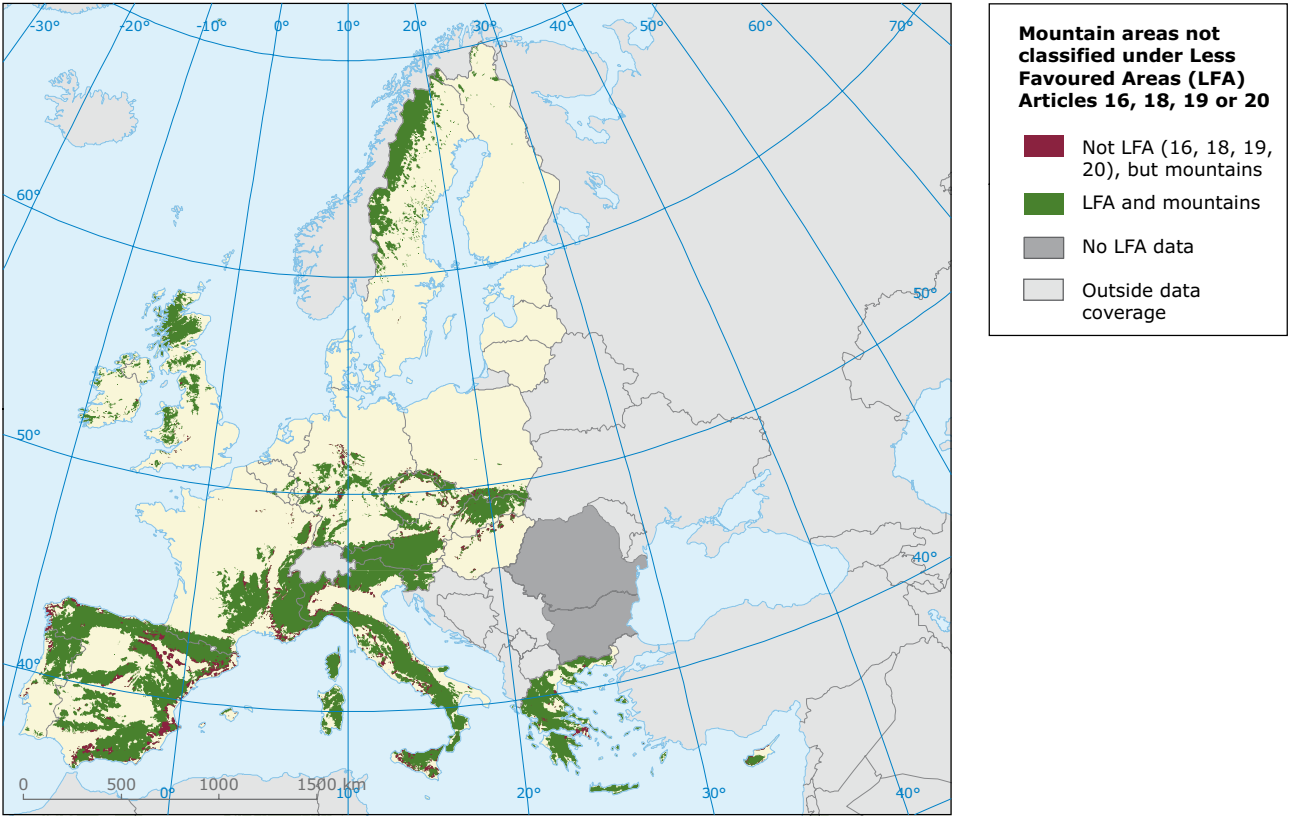 -30° -20° -10° 0° 10° 20° 30° 40° 50° 60° 70°
60°
50°
50°
40°
40°
0 500 1000 1500 km
0° 10° 20° 30° 40°
Mountain areas not
classified under Less
Favoured Areas (LFA)
Articles 16, 18, 19 or 20
Not LFA (16, 18, 19,
20), but mountains
LFA and mountains
No LFA data
Outside data
coverage